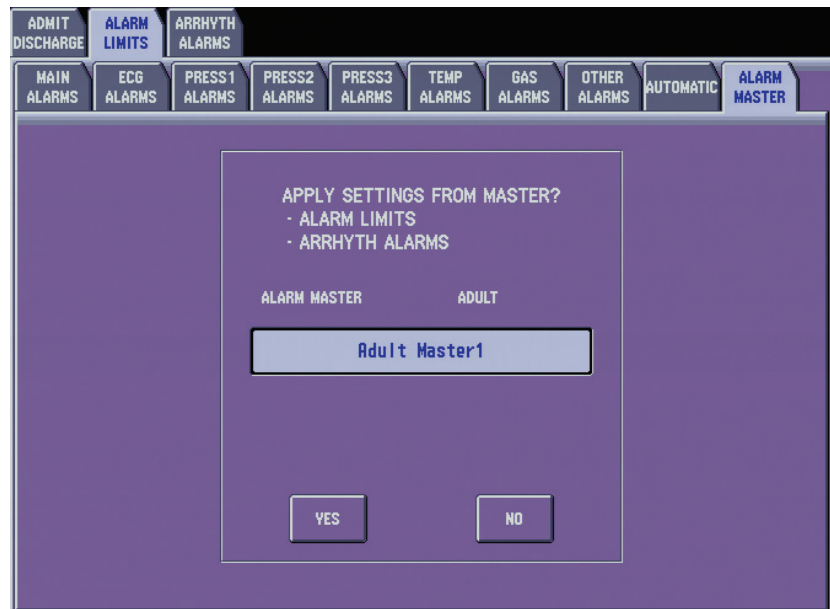 ADMIT DISCHARGE
ALARM LIMITS
ARRHYTH ALARMS
MAIN ALARMS
ECG ALARMS
PRESS1 ALARMS
PRESS2 ALARMS
PRESS3 ALARMS
TEMP ALARMS
GAS ALARMS
OTHER ALARMS
AUTOMATIC
ALARM MASTER
APPLY SETTINGS FROM MASTER?
- ALARM LIMITS
- ARRHYTH ALARMS
ALARM MASTER ADULT
Adult Master1
YES NO